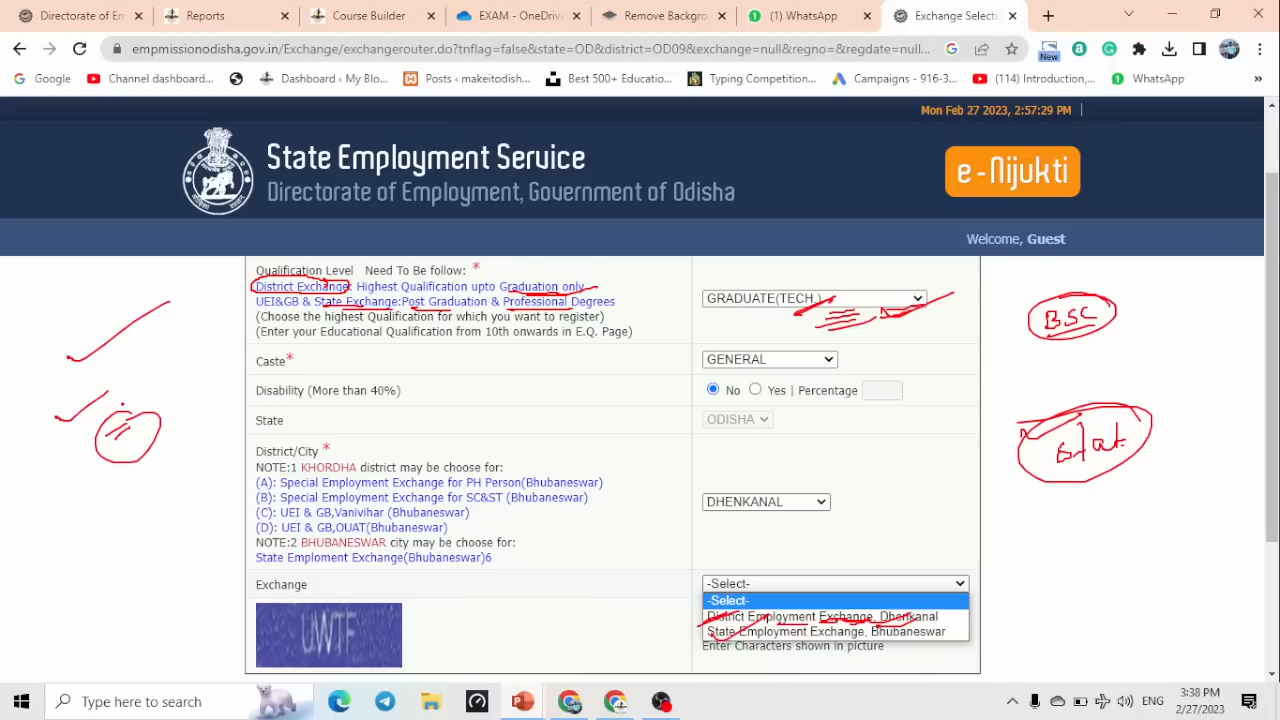 Directorate of Em
Reports
Course Builder
EXAM - OneDriv
Remove Backgro
(1) WhatsApp
Exchange Selecti
empmissionodisha.gov.in/Exchange/exchangerouter.do?tnflag=false&state=OD&district=OD09&exchange=null&regno=&regdate=null...
New
Google
Channel dashboard...
Dashboard ‹ My Blo...
Posts ‹ makeitodish...
Best 500+ Educatio...
Typing Competition...
Campaigns - 916-3...
(114) Introduction,...
WhatsApp
»
Mon Feb 27 2023, 2:57:29 PM
State Employment Service
Directorate of Employment, Government of Odisha
e-Nijukti
Welcome, Guest
Qualification Level Need To Be follow: *
District Exchange: Highest Qualification upto Graduation only
UEI&GB & State Exchange:Post Graduation & Professional Degrees
(Choose the highest Qualification for which you want to register)
(Enter your Educational Qualification from 10th onwards in E.Q. Page)
GRADUATE(TECH.)
BSC
Caste*
GENERAL
Disability (More than 40%)
No Yes | Percentage
State
ODISHA
Stat
District/City *
NOTE:1 KHORDHA district may be choose for:
(A): Special Employment Exchange for PH Person(Bhubaneswar)
(B): Special Employment Exchange for SC&ST (Bhubaneswar)
(C): UEI & GB,Vanivihar (Bhubaneswar)
(D): UEI & GB,OUAT(Bhubaneswar)
NOTE:2 BHUBANESWAR city may be choose for:
State Emploment Exchange(Bhubaneswar)6
DHENKANAL
Exchange
-Select-
-Select-
District Employment Exchange, Dhenkanal
State Employment Exchange, Bhubaneswar
Enter Characters shown in picture
Type here to search
3:38 PM
2/27/2023